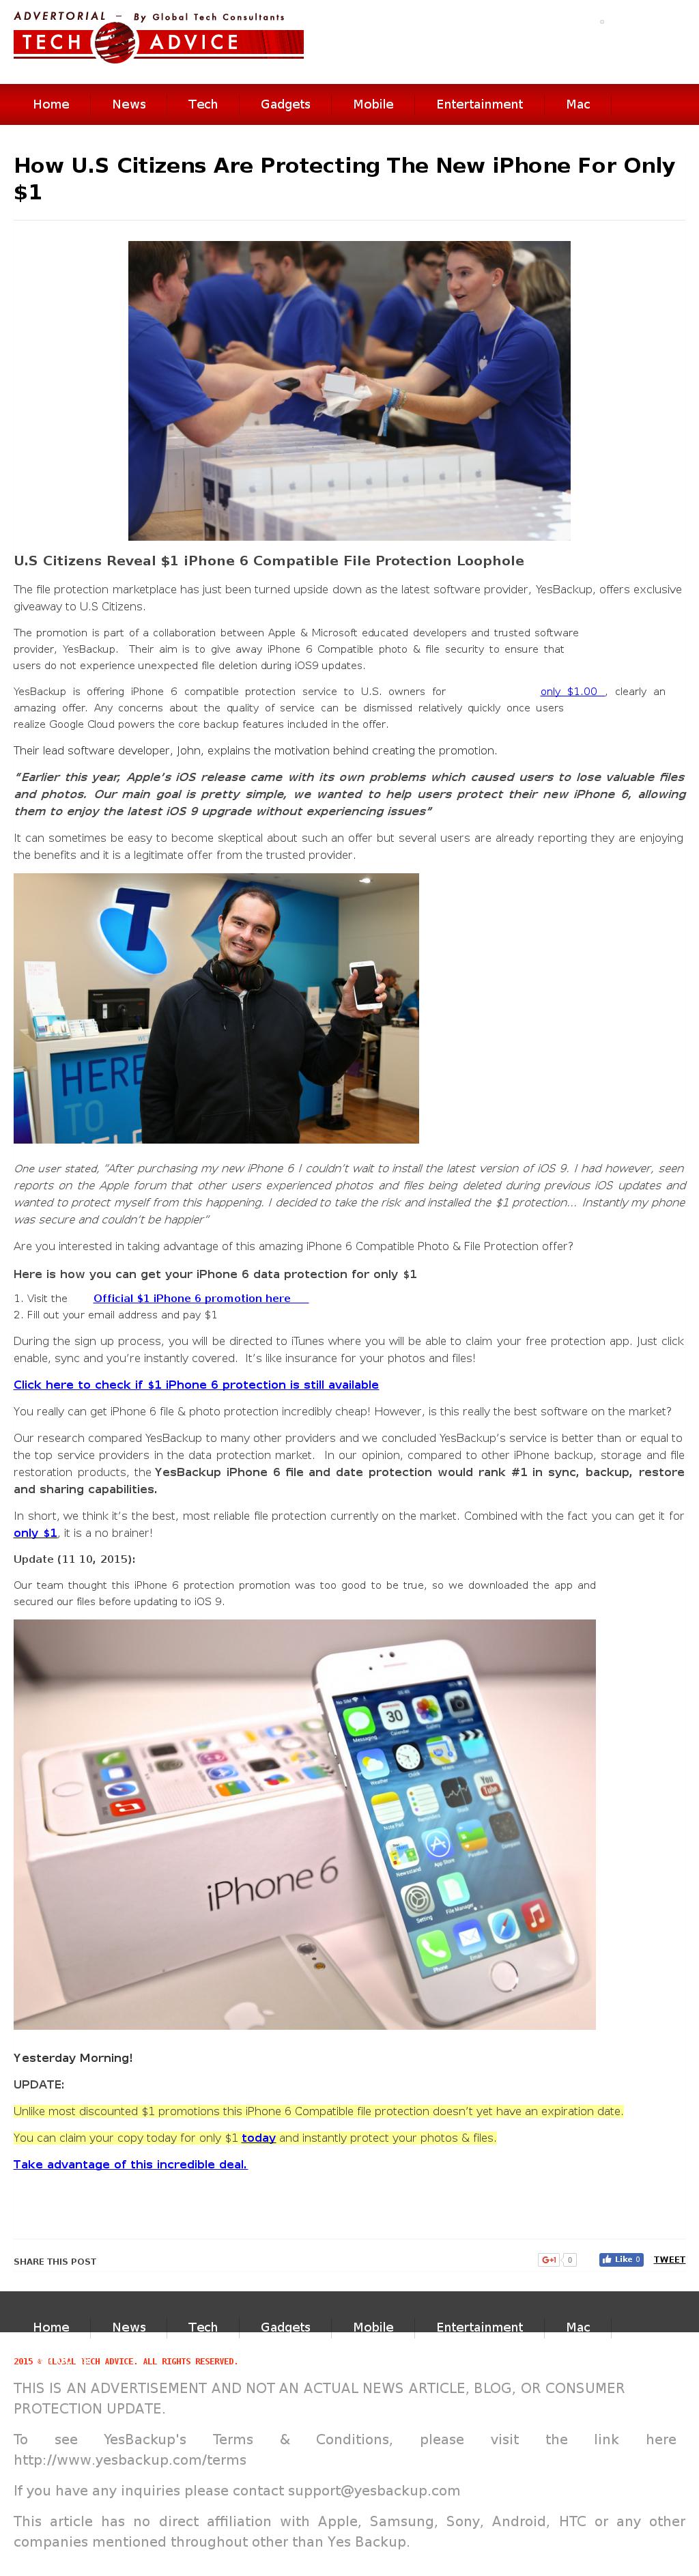 ADVERTORIAL – By Global Tech Consultants
TECH ADVICE
Home News Tech Gadgets Mobile Entertainment Mac
How U.S Citizens Are Protecting The New iPhone For Only
$1
U.S Citizens Reveal $1 iPhone 6 Compatible File Protection Loophole
The file protection marketplace has just been turned upside down as the latest software provider, YesBackup, offers exclusive
giveaway to U.S Citizens.
The promotion is part of a collaboration between Apple & Microsoft educated developers and trusted software
provider, YesBackup. Their aim is to give away iPhone 6 Compatible photo & file security to ensure that
users do not experience unexpected file deletion during iOS9 updates.
YesBackup is offering iPhone 6 compatible protection service to U.S. owners for only $1.00 , clearly an
amazing offer. Any concerns about the quality of service can be dismissed relatively quickly once users
realize Google Cloud powers the core backup features included in the offer.
Their lead software developer, John, explains the motivation behind creating the promotion.
“Earlier this year, Apple’s iOS release came with its own problems which caused users to lose valuable files
and photos. Our main goal is pretty simple, we wanted to help users protect their new iPhone 6, allowing
them to enjoy the latest iOS 9 upgrade without experiencing issues”
It can sometimes be easy to become skeptical about such an offer but several users are already reporting they are enjoying
the benefits and it is a legitimate offer from the trusted provider.
T
HERE
TO
One user stated, “After purchasing my new iPhone 6 I couldn’t wait to install the latest version of iOS 9. I had however, seen
reports on the Apple forum that other users experienced photos and files being deleted during previous iOS updates and
wanted to protect myself from this happening. I decided to take the risk and installed the $1 protection... Instantly my phone
was secure and couldn’t be happier”
Are you interested in taking advantage of this amazing iPhone 6 Compatible Photo & File Protection offer?
Here is how you can get your iPhone 6 data protection for only $1
1. Visit the Official $1 iPhone 6 promotion here
2. Fill out your email address and pay $1
During the sign up process, you will be directed to iTunes where you will be able to claim your free protection app. Just click
enable, sync and you’re instantly covered. It’s like insurance for your photos and files!
Click here to check if $1 iPhone 6 protection is still available
You really can get iPhone 6 file & photo protection incredibly cheap! However, is this really the best software on the market?
Our research compared YesBackup to many other providers and we concluded YesBackup’s service is better than or equal to
the top service providers in the data protection market. In our opinion, compared to other iPhone backup, storage and file
restoration products, the YesBackup iPhone 6 file and date protection would rank #1 in sync, backup, restore
and sharing capabilities.
In short, we think it’s the best, most reliable file protection currently on the market. Combined with the fact you can get it for
only $1, it is a no brainer!
Update (11 10, 2015):
Our team thought this iPhone 6 protection promotion was too good to be true, so we downloaded the app and
secured our files before updating to iOS 9.
iPhone 6
Messages Calendar Photos Camera
Weather Clock Maps
Note Pad Reminders Stocks YouTube
App Store
Setting File Manager
Phone Email Safari Music
Yesterday Morning!
UPDATE:
Unlike most discounted $1 promotions this iPhone 6 Compatible file protection doesn’t yet have an expiration date.
You can claim your copy today for only $1 today and instantly protect your photos & files.
Take advantage of this incredible deal.
SHARE THIS POST G+1 0 Like 0 TWEET
Home News Tech Gadgets Mobile Entertainment Mac
2015 © GLOBAL TECH ADVICE. ALL RIGHTS RESERVED.
THIS IS AN ADVERTISEMENT AND NOT AN ACTUAL NEWS ARTICLE, BLOG, OR CONSUMER
PROTECTION UPDATE.
To see YesBackup's Terms & Conditions, please visit the link here
http://www.yesbackup.com/terms
If you have any inquiries please contact support@yesbackup.com
This article has no direct affiliation with Apple, Samsung, Sony, Android, HTC or any other
companies mentioned throughout other than Yes Backup.